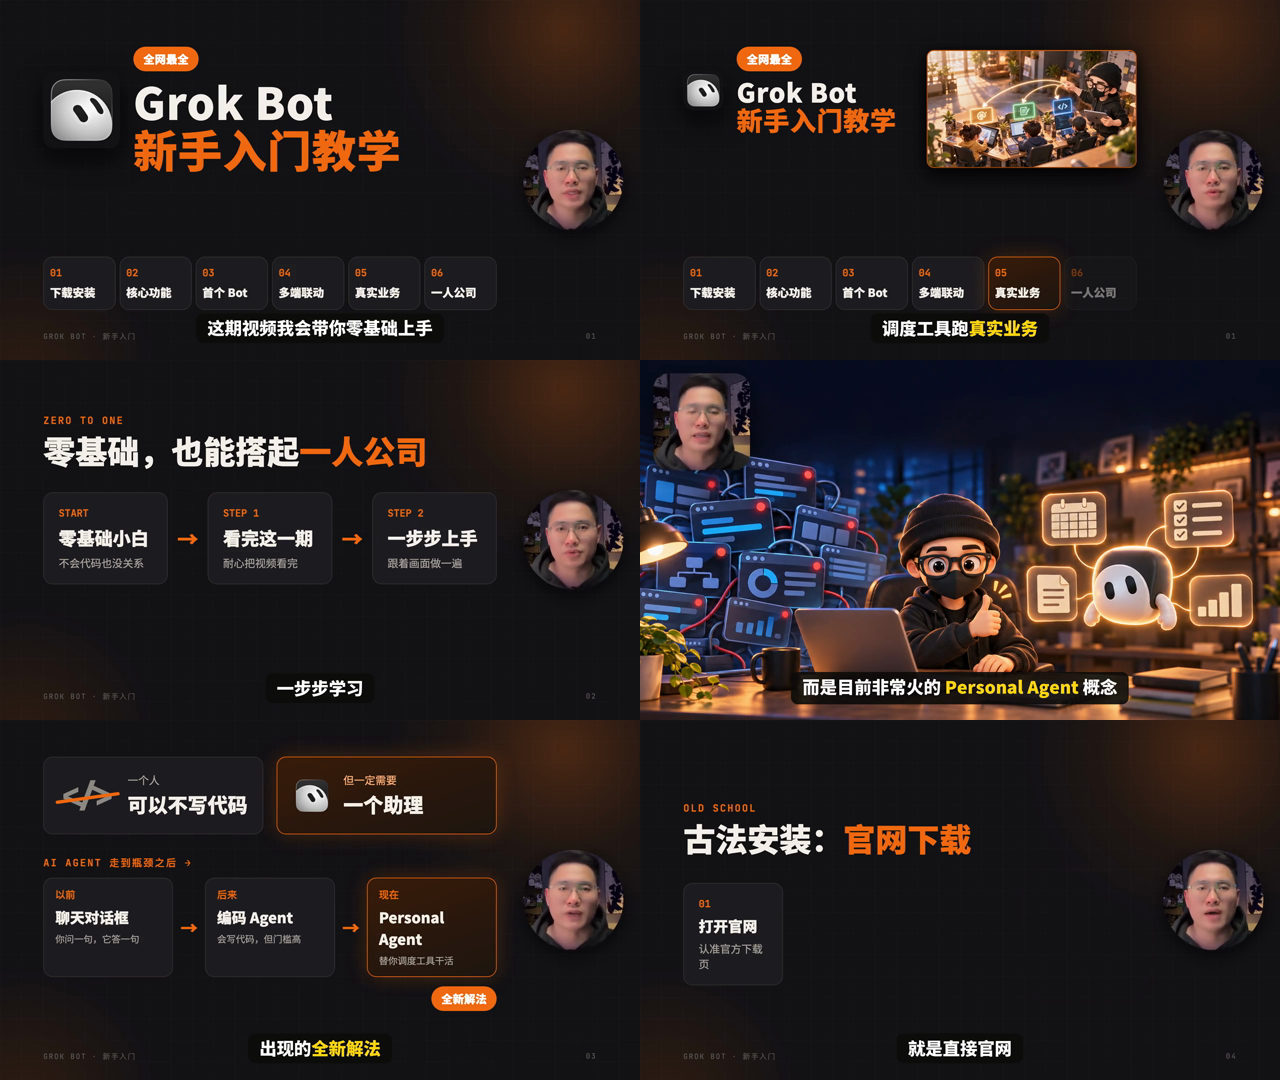 全网最全
Grok Bot
新手入门教学
01
下载安装
02
核心功能
03
首个 Bot
04
多端联动
05
真实业务
06
一人公司
这期视频我会带你零基础上手
GROK BOT · 新手入门
01
全网最全
Grok Bot
新手入门教学
01
下载安装
02
核心功能
03
首个 Bot
04
多端联动
05
真实业务
06
一人公司
调度工具跑真实业务
GROK BOT · 新手入门
01
ZERO TO ONE
零基础，也能搭起一人公司
START
零基础小白
不会代码也没关系
→
STEP 1
看完这一期
耐心把视频看完
→
STEP 2
一步步上手
跟着画面做一遍
一步步学习
GROK BOT · 新手入门
02
而是目前非常火的 Personal Agent 概念
一个人
可以不写代码
但一定需要
一个助理
AI AGENT 走到瓶颈之后 →
以前
聊天对话框
你问一句，它答一句
→
后来
编码 Agent
会写代码，但门槛高
→
现在
Personal
Agent
替你调度工具干活
全新解法
出现的全新解法
GROK BOT · 新手入门
03
OLD SCHOOL
古法安装：官网下载
01
打开官网
认准官方下载
页
就是直接官网
GROK BOT · 新手入门
04